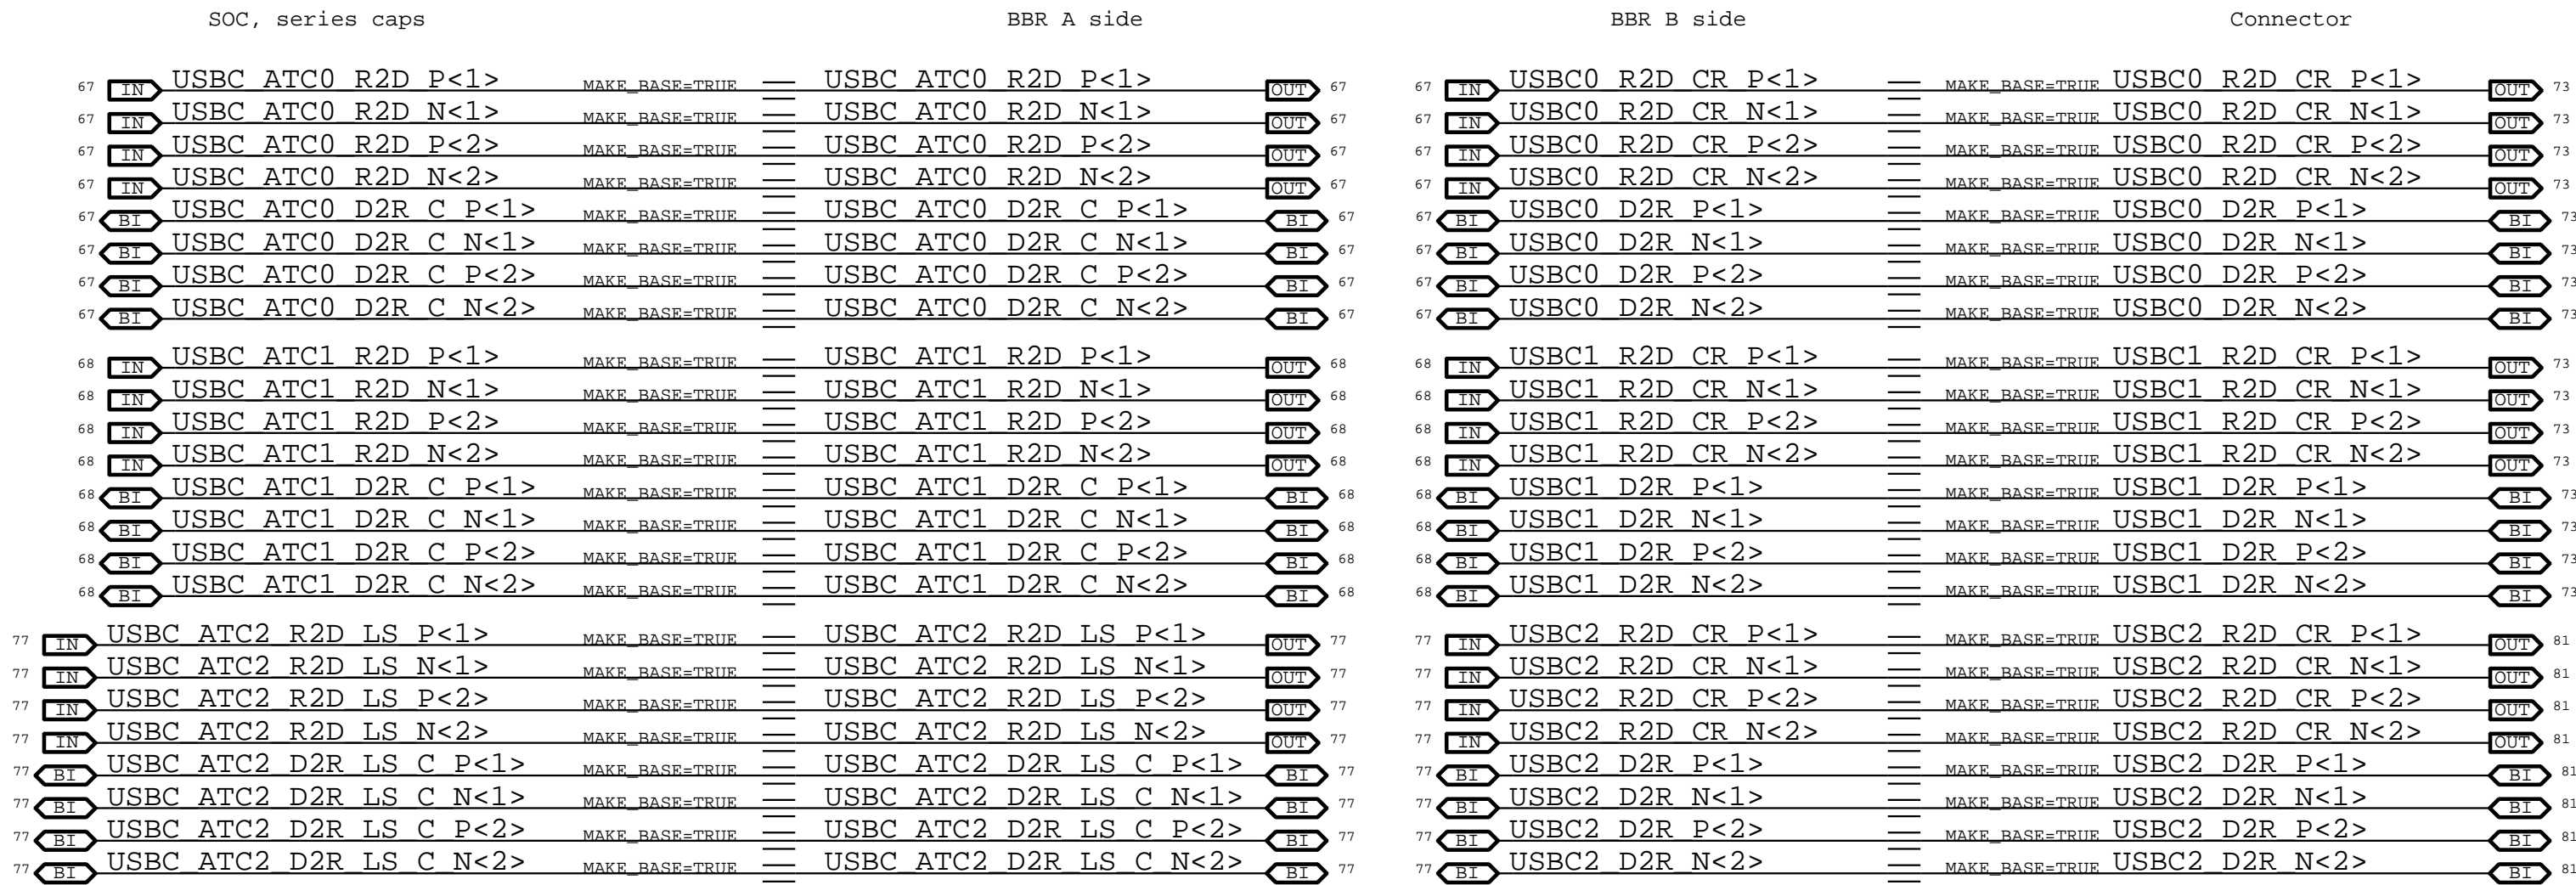 SOC, series caps BBR A side BBR B side Connector
67 IN USBC_ATC0_R2D_P<1> MAKE_BASE=TRUE USBC_ATC0_R2D_P<1> OUT 67 67 IN USBC0_R2D_CR_P<1> MAKE_BASE=TRUE USBC0_R2D_CR_P<1> OUT 73
67 IN USBC_ATC0_R2D_N<1> MAKE_BASE=TRUE USBC_ATC0_R2D_N<1> OUT 67 67 IN USBC0_R2D_CR_N<1> MAKE_BASE=TRUE USBC0_R2D_CR_N<1> OUT 73
67 IN USBC_ATC0_R2D_P<2> MAKE_BASE=TRUE USBC_ATC0_R2D_P<2> OUT 67 67 IN USBC0_R2D_CR_P<2> MAKE_BASE=TRUE USBC0_R2D_CR_P<2> OUT 73
67 IN USBC_ATC0_R2D_N<2> MAKE_BASE=TRUE USBC_ATC0_R2D_N<2> OUT 67 67 IN USBC0_R2D_CR_N<2> MAKE_BASE=TRUE USBC0_R2D_CR_N<2> OUT 73
67 BI USBC_ATC0_D2R_C_P<1> MAKE_BASE=TRUE USBC_ATC0_D2R_C_P<1> BI 67 67 BI USBC0_D2R_P<1> MAKE_BASE=TRUE USBC0_D2R_P<1> BI 73
67 BI USBC_ATC0_D2R_C_N<1> MAKE_BASE=TRUE USBC_ATC0_D2R_C_N<1> BI 67 67 BI USBC0_D2R_N<1> MAKE_BASE=TRUE USBC0_D2R_N<1> BI 73
67 BI USBC_ATC0_D2R_C_P<2> MAKE_BASE=TRUE USBC_ATC0_D2R_C_P<2> BI 67 67 BI USBC0_D2R_P<2> MAKE_BASE=TRUE USBC0_D2R_P<2> BI 73
67 BI USBC_ATC0_D2R_C_N<2> MAKE_BASE=TRUE USBC_ATC0_D2R_C_N<2> BI 67 67 BI USBC0_D2R_N<2> MAKE_BASE=TRUE USBC0_D2R_N<2> BI 73
68 IN USBC_ATC1_R2D_P<1> MAKE_BASE=TRUE USBC_ATC1_R2D_P<1> OUT 68 68 IN USBC1_R2D_CR_P<1> MAKE_BASE=TRUE USBC1_R2D_CR_P<1> OUT 73
68 IN USBC_ATC1_R2D_N<1> MAKE_BASE=TRUE USBC_ATC1_R2D_N<1> OUT 68 68 IN USBC1_R2D_CR_N<1> MAKE_BASE=TRUE USBC1_R2D_CR_N<1> OUT 73
68 IN USBC_ATC1_R2D_P<2> MAKE_BASE=TRUE USBC_ATC1_R2D_P<2> OUT 68 68 IN USBC1_R2D_CR_P<2> MAKE_BASE=TRUE USBC1_R2D_CR_P<2> OUT 73
68 IN USBC_ATC1_R2D_N<2> MAKE_BASE=TRUE USBC_ATC1_R2D_N<2> OUT 68 68 IN USBC1_R2D_CR_N<2> MAKE_BASE=TRUE USBC1_R2D_CR_N<2> OUT 73
68 BI USBC_ATC1_D2R_C_P<1> MAKE_BASE=TRUE USBC_ATC1_D2R_C_P<1> BI 68 68 BI USBC1_D2R_P<1> MAKE_BASE=TRUE USBC1_D2R_P<1> BI 73
68 BI USBC_ATC1_D2R_C_N<1> MAKE_BASE=TRUE USBC_ATC1_D2R_C_N<1> BI 68 68 BI USBC1_D2R_N<1> MAKE_BASE=TRUE USBC1_D2R_N<1> BI 73
68 BI USBC_ATC1_D2R_C_P<2> MAKE_BASE=TRUE USBC_ATC1_D2R_C_P<2> BI 68 68 BI USBC1_D2R_P<2> MAKE_BASE=TRUE USBC1_D2R_P<2> BI 73
68 BI USBC_ATC1_D2R_C_N<2> MAKE_BASE=TRUE USBC_ATC1_D2R_C_N<2> BI 68 68 BI USBC1_D2R_N<2> MAKE_BASE=TRUE USBC1_D2R_N<2> BI 73
77 IN USBC_ATC2_R2D_LS_P<1> MAKE_BASE=TRUE USBC_ATC2_R2D_LS_P<1> OUT 77 77 IN USBC2_R2D_CR_P<1> MAKE_BASE=TRUE USBC2_R2D_CR_P<1> OUT 81
77 IN USBC_ATC2_R2D_LS_N<1> MAKE_BASE=TRUE USBC_ATC2_R2D_LS_N<1> OUT 77 77 IN USBC2_R2D_CR_N<1> MAKE_BASE=TRUE USBC2_R2D_CR_N<1> OUT 81
77 IN USBC_ATC2_R2D_LS_P<2> MAKE_BASE=TRUE USBC_ATC2_R2D_LS_P<2> OUT 77 77 IN USBC2_R2D_CR_P<2> MAKE_BASE=TRUE USBC2_R2D_CR_P<2> OUT 81
77 IN USBC_ATC2_R2D_LS_N<2> MAKE_BASE=TRUE USBC_ATC2_R2D_LS_N<2> OUT 77 77 IN USBC2_R2D_CR_N<2> MAKE_BASE=TRUE USBC2_R2D_CR_N<2> OUT 81
77 BI USBC_ATC2_D2R_LS_C_P<1> MAKE_BASE=TRUE USBC_ATC2_D2R_LS_C_P<1> BI 77 77 BI USBC2_D2R_P<1> MAKE_BASE=TRUE USBC2_D2R_P<1> BI 81
77 BI USBC_ATC2_D2R_LS_C_N<1> MAKE_BASE=TRUE USBC_ATC2_D2R_LS_C_N<1> BI 77 77 BI USBC2_D2R_N<1> MAKE_BASE=TRUE USBC2_D2R_N<1> BI 81
77 BI USBC_ATC2_D2R_LS_C_P<2> MAKE_BASE=TRUE USBC_ATC2_D2R_LS_C_P<2> BI 77 77 BI USBC2_D2R_P<2> MAKE_BASE=TRUE USBC2_D2R_P<2> BI 81
77 BI USBC_ATC2_D2R_LS_C_N<2> MAKE_BASE=TRUE USBC_ATC2_D2R_LS_C_N<2> BI 77 77 BI USBC2_D2R_N<2> MAKE_BASE=TRUE USBC2_D2R_N<2> BI 81